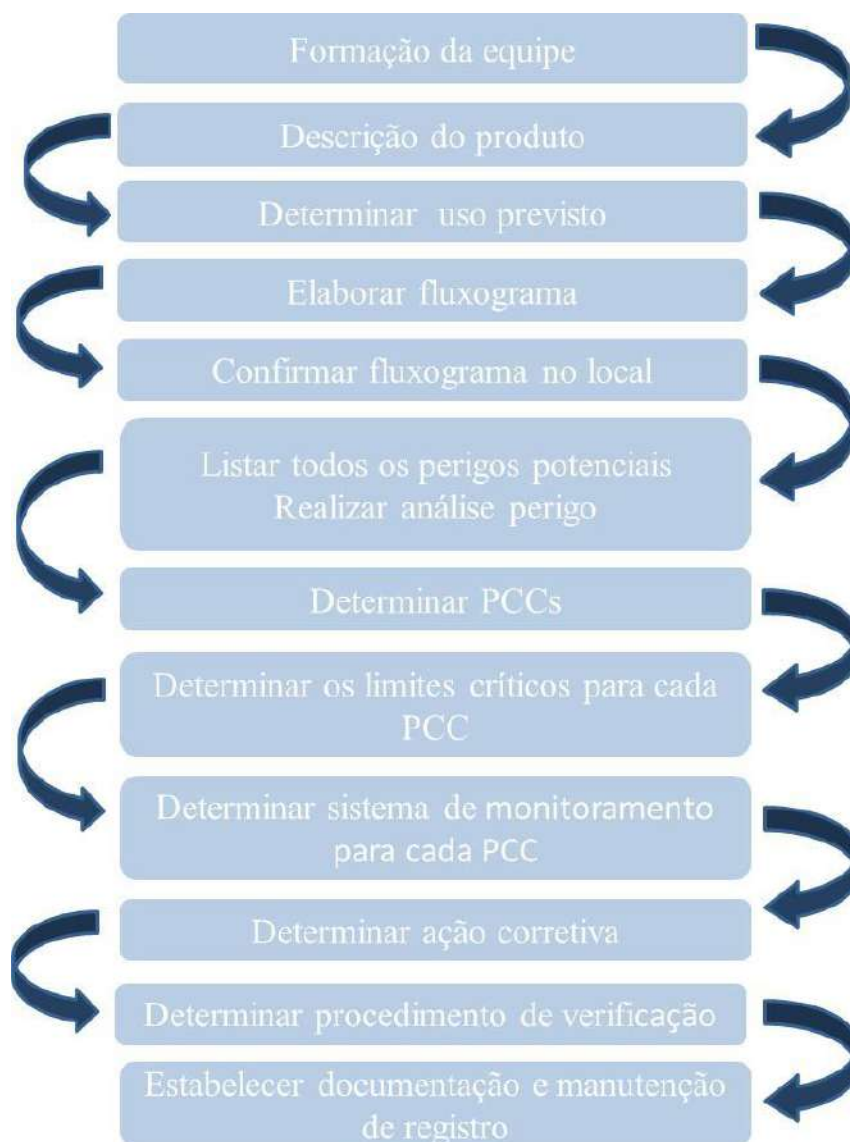 Formação da equipe
Descrição do produto
Determinar uso previsto
Elaborar fluxograma
Confirmar fluxograma no local
Listar todos os perigos potenciais
Realizar análise perigo
Determinar PCCs
Determinar os limites críticos para cada
PCC
Determinar sistema de monitoramento
para cada PCC
Determinar ação corretiva
Determinar procedimento de verificação
Estabelecer documentação e manutenção
de registro